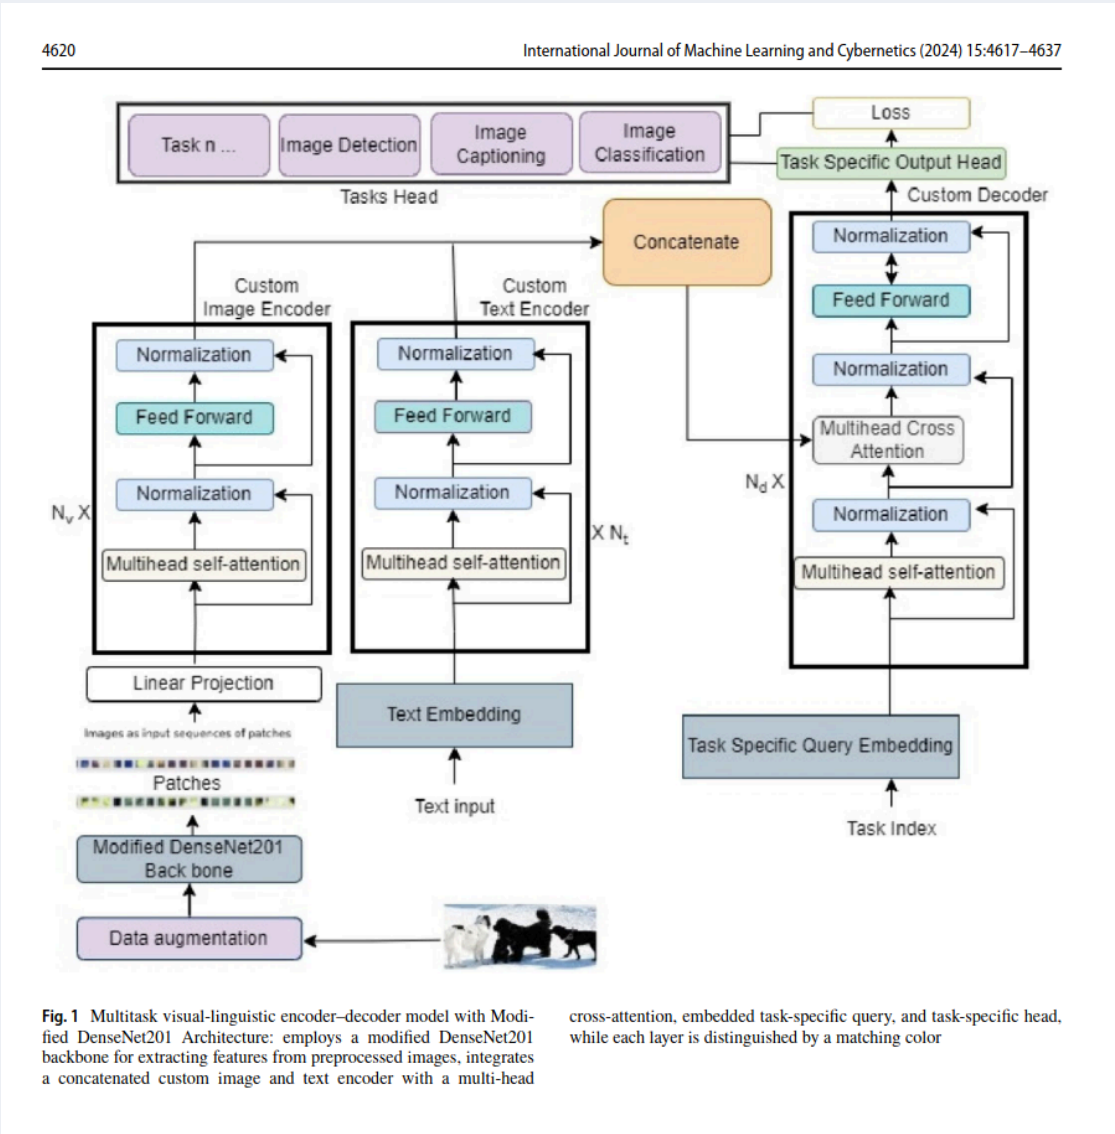 4620
International Journal of Machine Learning and Cybernetics (2024) 15:4617–4637
Task n ...
Image Detection
Image
Captioning
Image
Classification
Tasks Head
Loss
Task Specific Output Head
Custom Decoder
Normalization
Feed Forward
Normalization
Multihead Cross
Attention
Normalization
Multihead self-attention
Nd X
Concatenate
Custom
Image Encoder
Normalization
Feed Forward
Normalization
Multihead self-attention
Nv X
Custom
Text Encoder
Normalization
Feed Forward
Normalization
Multihead self-attention
X Nt
Linear Projection
Images as input sequences of patches
Patches
Modified DenseNet201
Back bone
Data augmentation
Text Embedding
Text input
Task Specific Query Embedding
Task Index
Fig. 1 Multitask visual-linguistic encoder–decoder model with Modi-
fied DenseNet201 Architecture: employs a modified DenseNet201
backbone for extracting features from preprocessed images, integrates
a concatenated custom image and text encoder with a multi-head
cross-attention, embedded task-specific query, and task-specific head,
while each layer is distinguished by a matching color